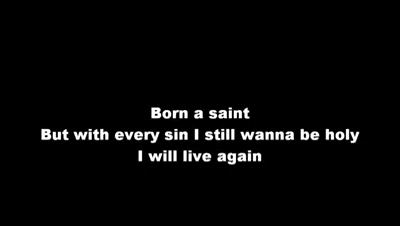 Born a saint
But with every sin I still wanna be holy
I will live again